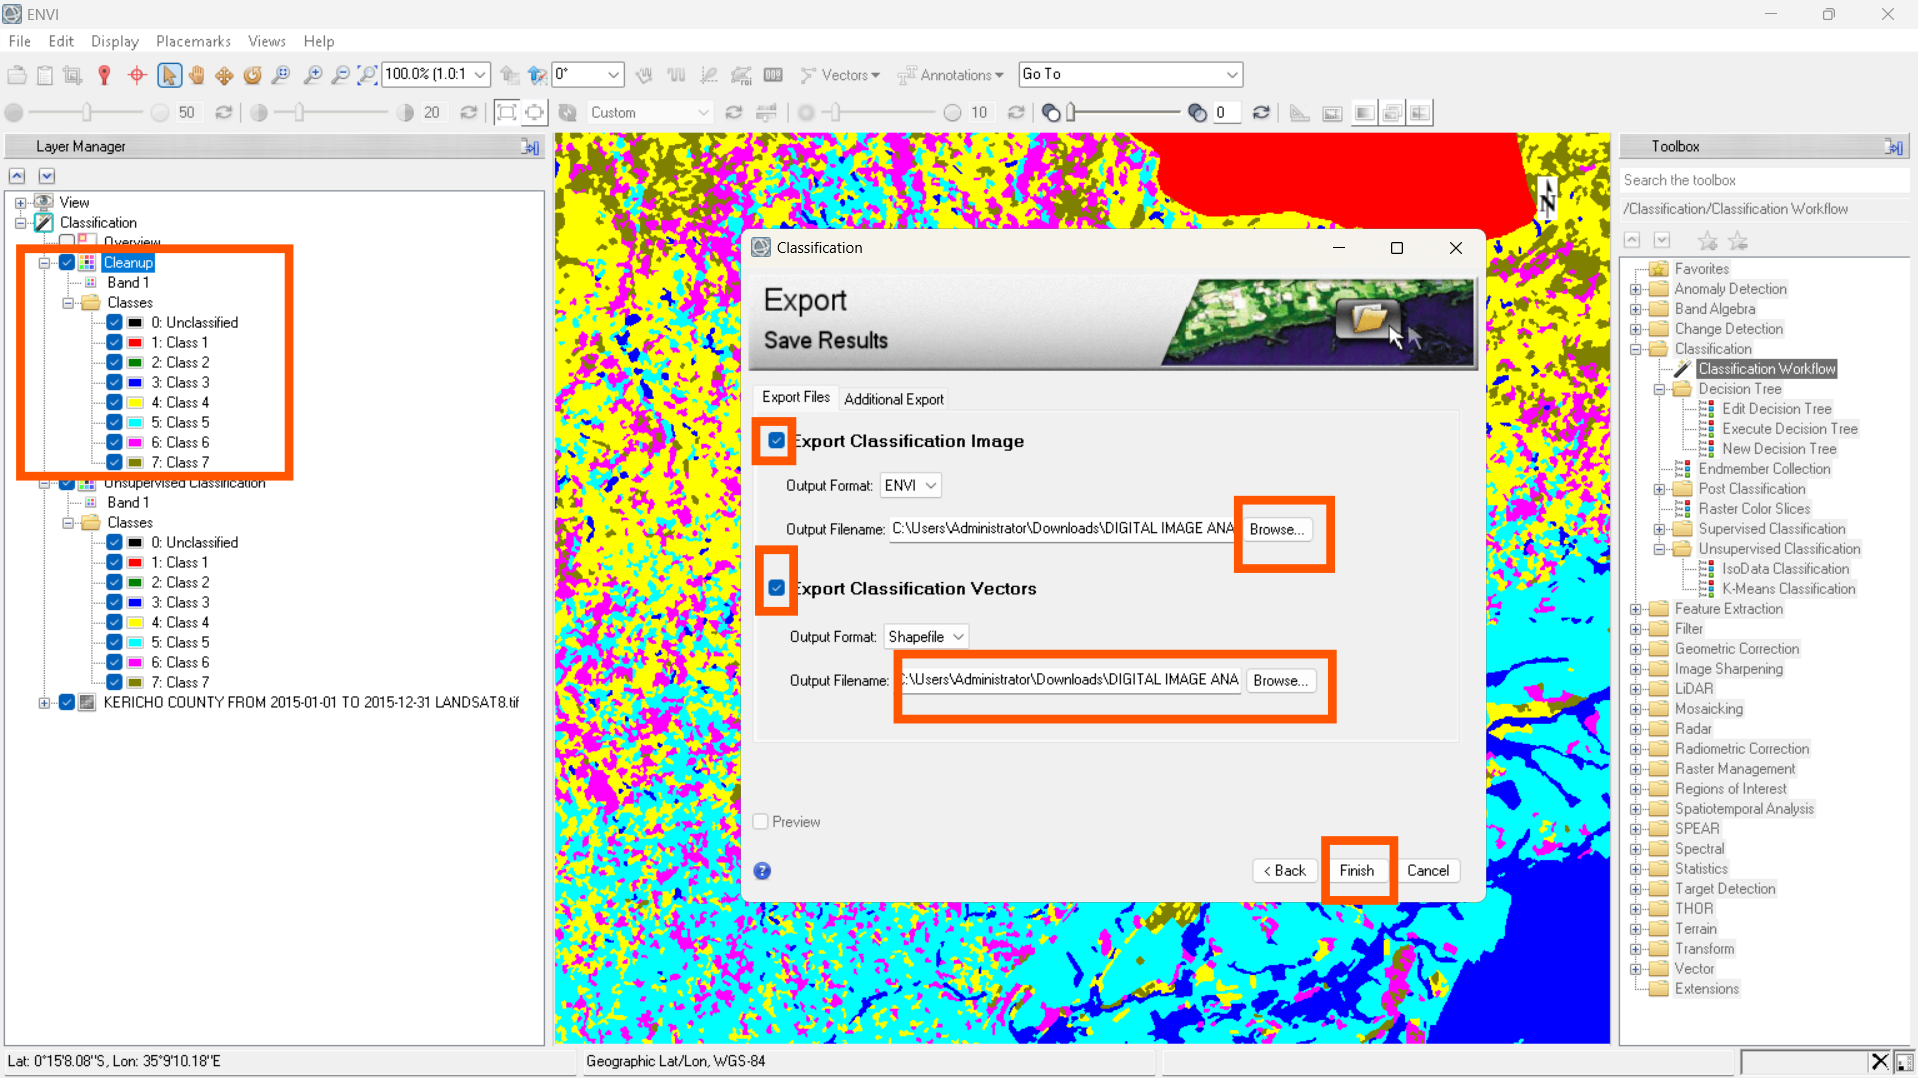 ENVI
File Edit Display Placemarks Views Help
100.0% (1.0:1 0° Vectors Annotations Go To
50 20 Custom 10 0
Layer Manager
View
Classification
Overview
Cleanup
Band 1
Classes
0: Unclassified
1: Class 1
2: Class 2
3: Class 3
4: Class 4
5: Class 5
6: Class 6
7: Class 7
Unsupervised Classification
Band 1
Classes
0: Unclassified
1: Class 1
2: Class 2
3: Class 3
4: Class 4
5: Class 5
6: Class 6
7: Class 7
KERICHO COUNTY FROM 2015-01-01 TO 2015-12-31 LANDSAT8.tif
N
Classification
Export
Save Results
Export Files Additional Export
Export Classification Image
Output Format: ENVI
Output Filename: C:\Users\Administrator\Downloads\DIGITAL IMAGE ANA Browse...
Export Classification Vectors
Output Format: Shapefile
Output Filename: C:\Users\Administrator\Downloads\DIGITAL IMAGE ANA Browse...
Preview
? < Back Finish Cancel
Toolbox
Search the toolbox
/Classification/Classification Workflow
Favorites
Anomaly Detection
Band Algebra
Change Detection
Classification
Classification Workflow
Decision Tree
Edit Decision Tree
Execute Decision Tree
New Decision Tree
Endmember Collection
Post Classification
Raster Color Slices
Supervised Classification
Unsupervised Classification
IsoData Classification
K-Means Classification
Feature Extraction
Filter
Geometric Correction
Image Sharpening
LiDAR
Mosaicking
Radar
Radiometric Correction
Raster Management
Regions of Interest
Spatiotemporal Analysis
SPEAR
Spectral
Statistics
Target Detection
THOR
Terrain
Transform
Vector
Extensions
Lat: 0°15'8.08"S, Lon: 35°9'10.18"E Geographic Lat/Lon, WGS-84